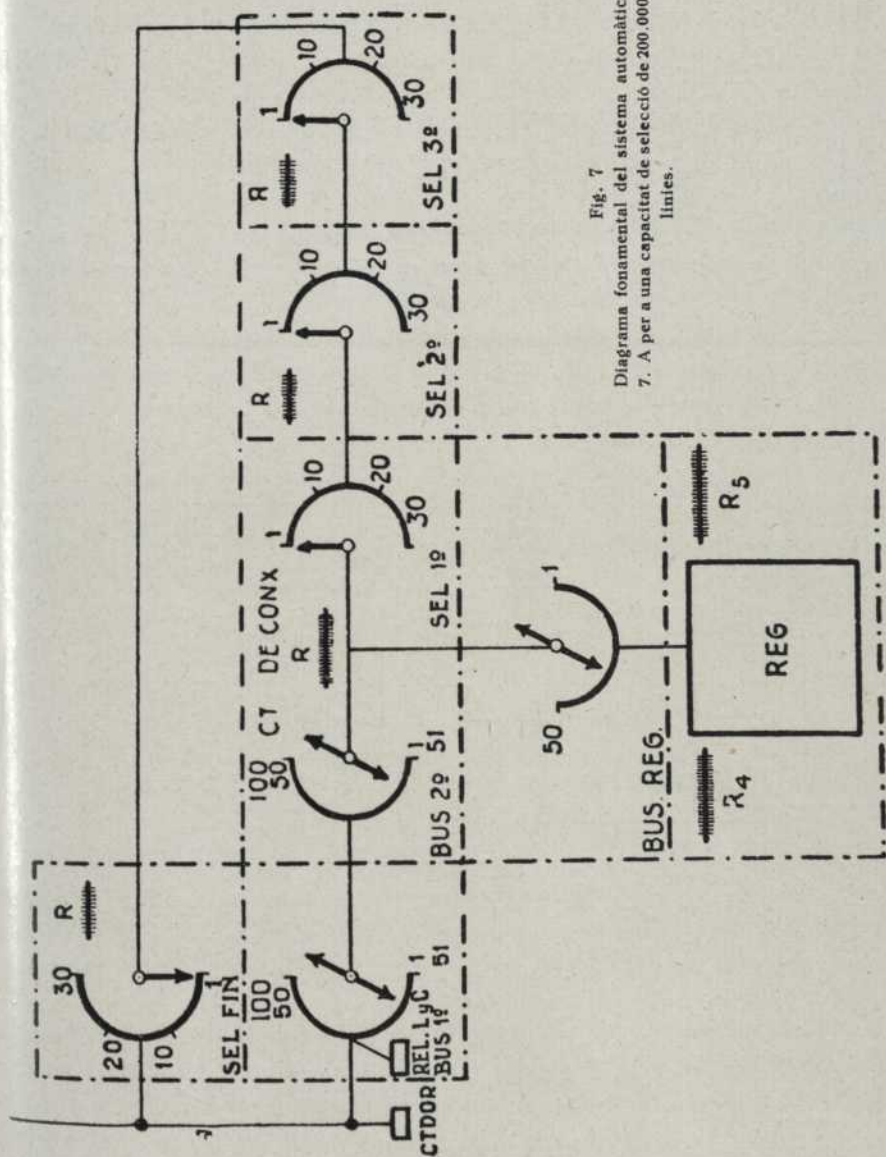 10
20
1
30
R
SEL 3º
10
20
1
30
R
SEL 2º
10
20
1
30
CT DE CONX
R
SEL 1º
100
50
1
51
BUS 2º
30
20
10
1
R
SEL FIN
100
50
1
51
REL. LyC
BUS 1º
CTDOR
50
1
BUS. REG.
REG
R4
R5
Fig. 7
Diagrama fonamental del sistema automàtic
7. A per a una capacitat de selecció de 200.000
línies.